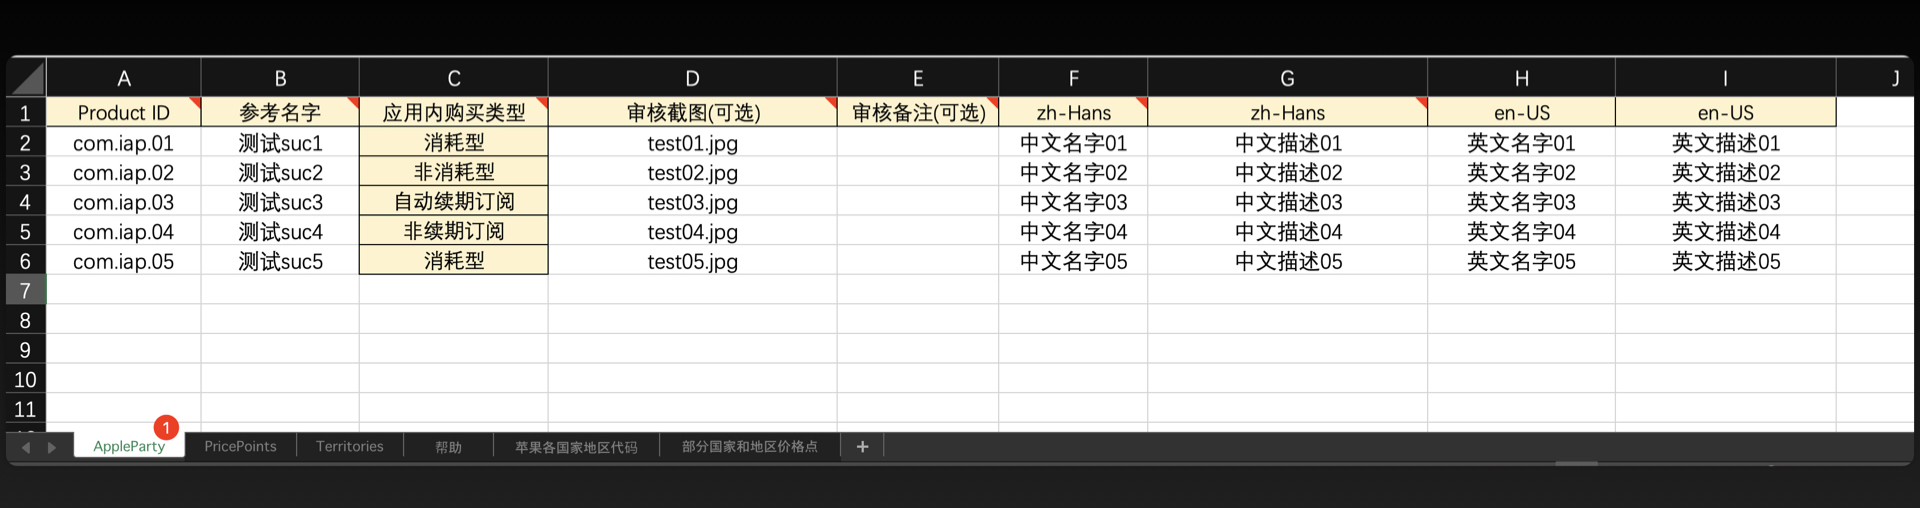 A B C D E F G H I J
1 Product ID 参考名字 应用内购买类型 审核截图(可选) 审核备注(可选) zh-Hans zh-Hans en-US en-US
2 com.iap.01 测试suc1 消耗型 test01.jpg 中文名字01 中文描述01 英文名字01 英文描述01
3 com.iap.02 测试suc2 非消耗型 test02.jpg 中文名字02 中文描述02 英文名字02 英文描述02
4 com.iap.03 测试suc3 自动续期订阅 test03.jpg 中文名字03 中文描述03 英文名字03 英文描述03
5 com.iap.04 测试suc4 非续期订阅 test04.jpg 中文名字04 中文描述04 英文名字04 英文描述04
6 com.iap.05 测试suc5 消耗型 test05.jpg 中文名字05 中文描述05 英文名字05 英文描述05
7
8
9
10
11
1
AppleParty PricePoints Territories 帮助 苹果各国家地区代码 部分国家和地区价格点 +